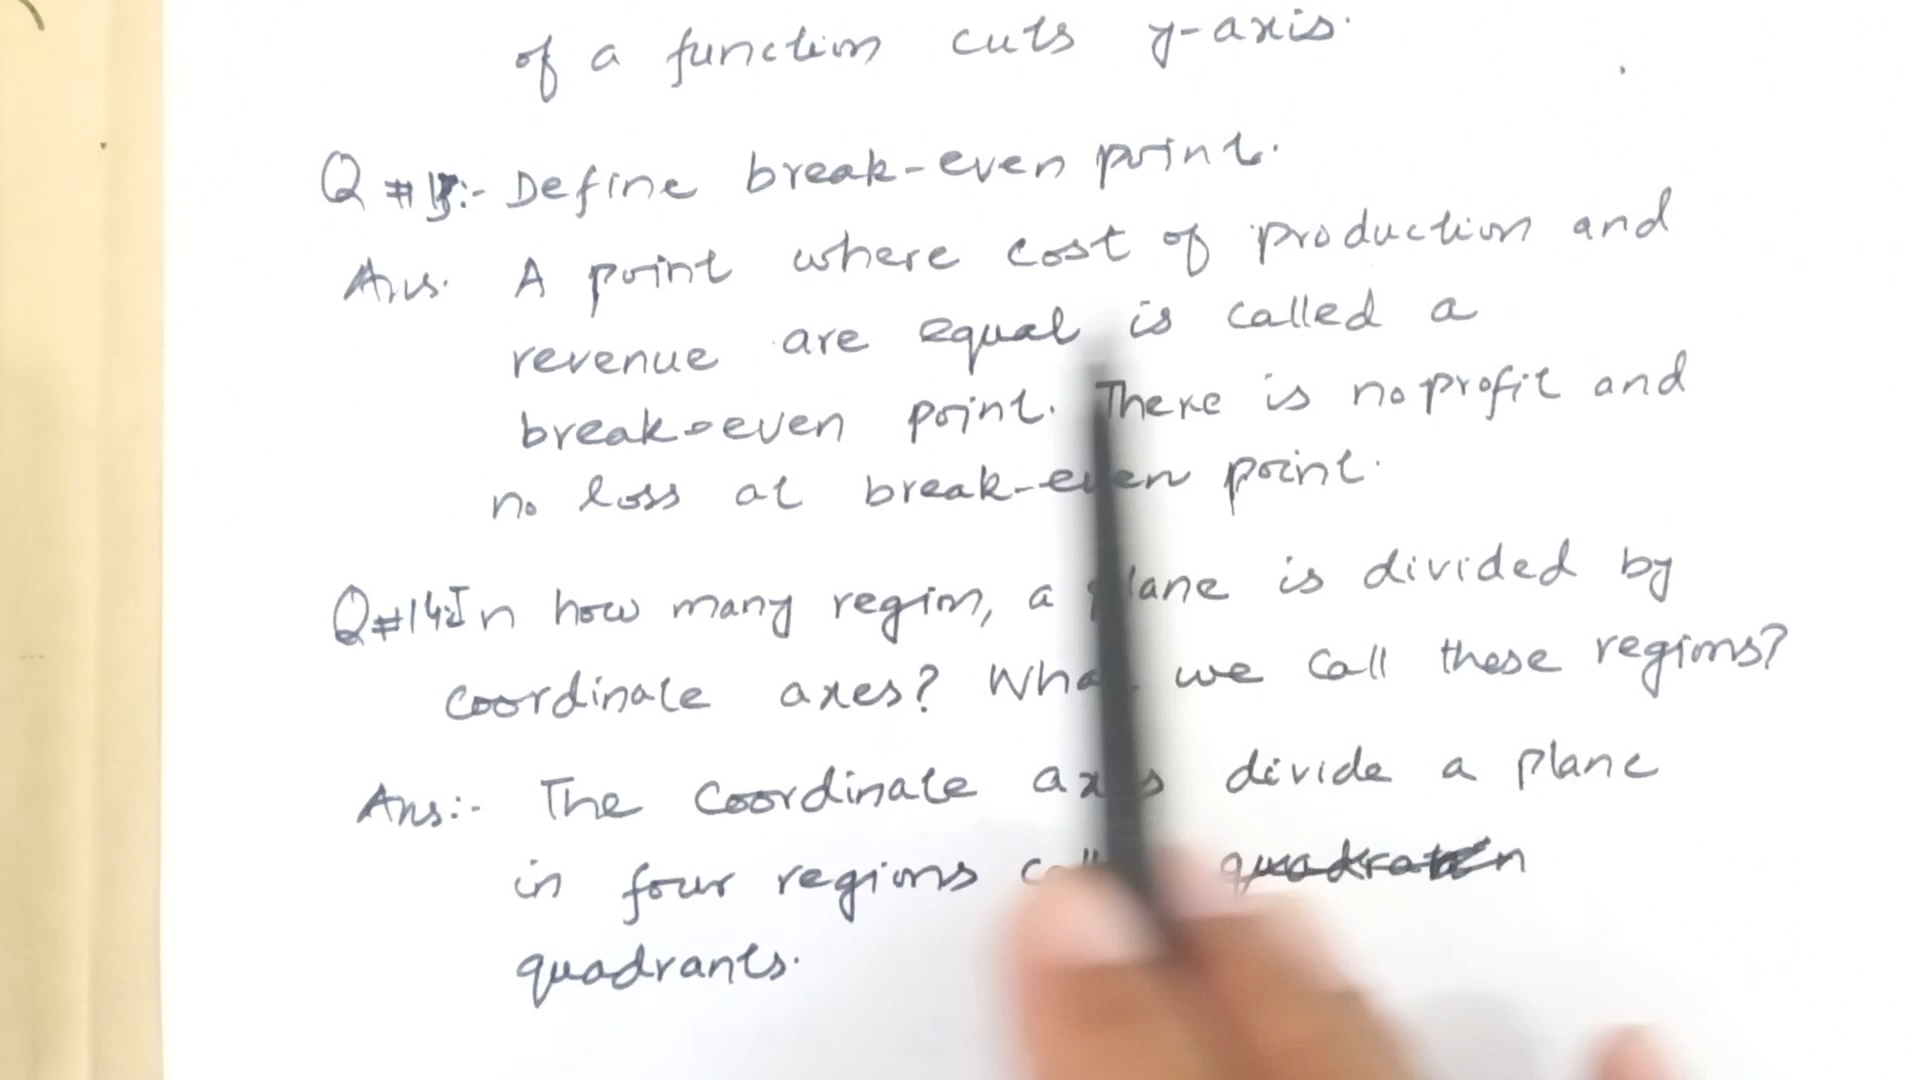 of a function cuts y-axis.
Q #13:- Define break-even point.
Ans. A point where cost of production and
revenue are equal is called a
break-even point. There is no profit and
no loss at break-even point.
Q#14:In how many region, a plane is divided by
coordinate axes? What we call these regions?
Ans:- The coordinate axes divide a plane
in four regions
quadrants.